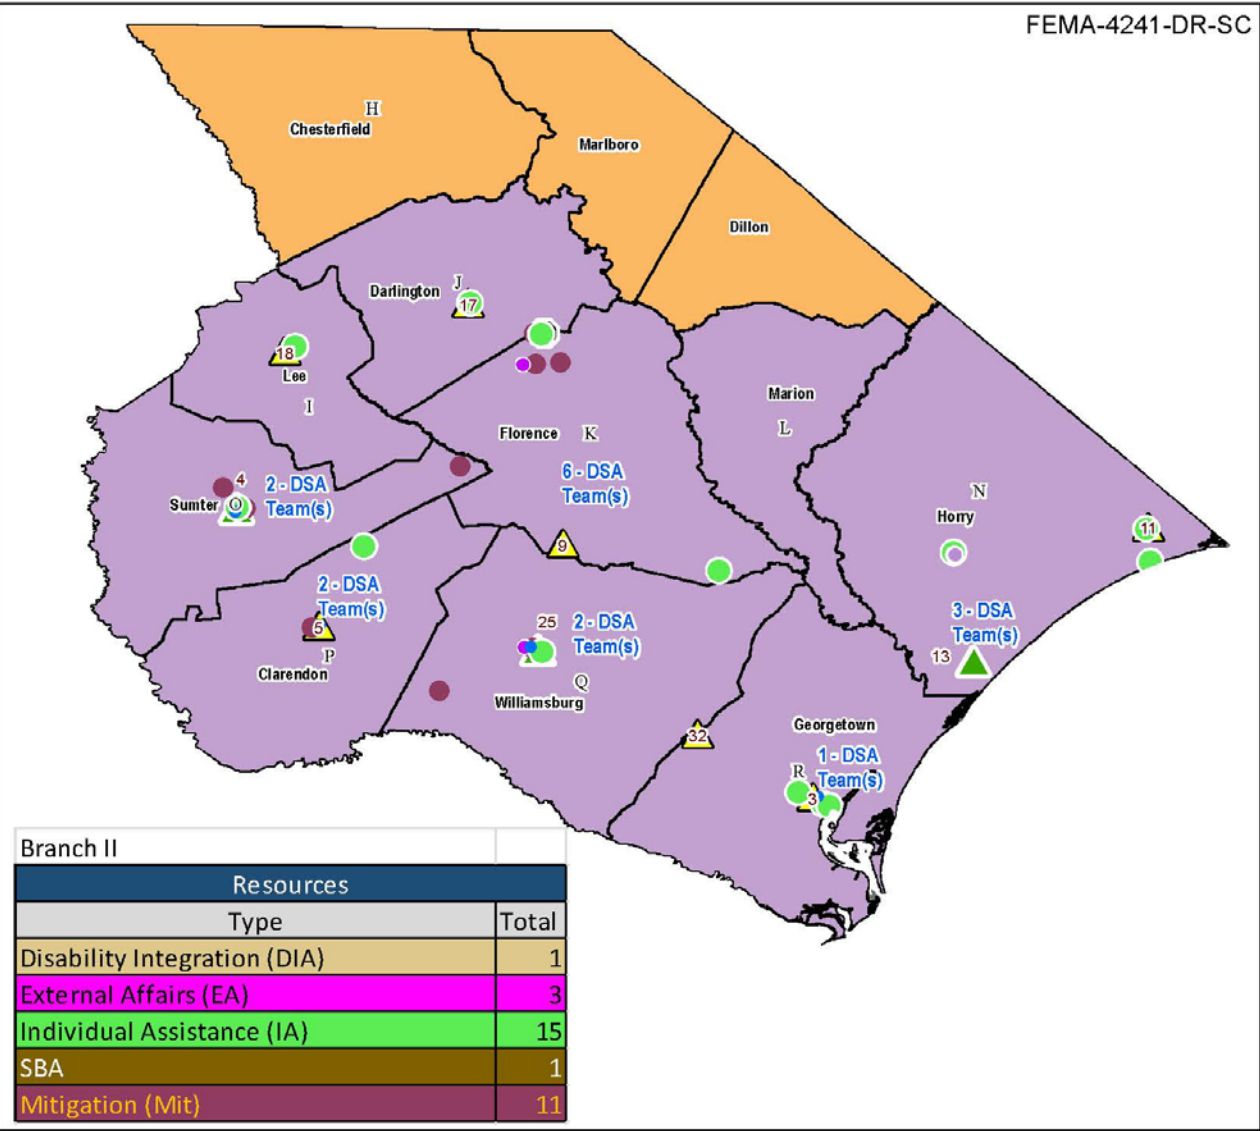 FEMA-4241-DR-SC
H
Chesterfield
Marlboro
Dillon
J
Darlington
17
18
Lee
I
Marion
L
Florence K
6 - DSA
Team(s)
4
2 - DSA
Team(s)
Sumter O
N
Horry
11
9
2 - DSA
Team(s)
5
P
Clarendon
25
2 - DSA
Team(s)
Q
Williamsburg
3 - DSA
Team(s)
13
32
Georgetown
1 - DSA
Team(s)
R
3
Branch II
Resources
Type Total
Disability Integration (DIA) 1
External Affairs (EA) 3
Individual Assistance (IA) 15
SBA 1
Mitigation (Mit) 11